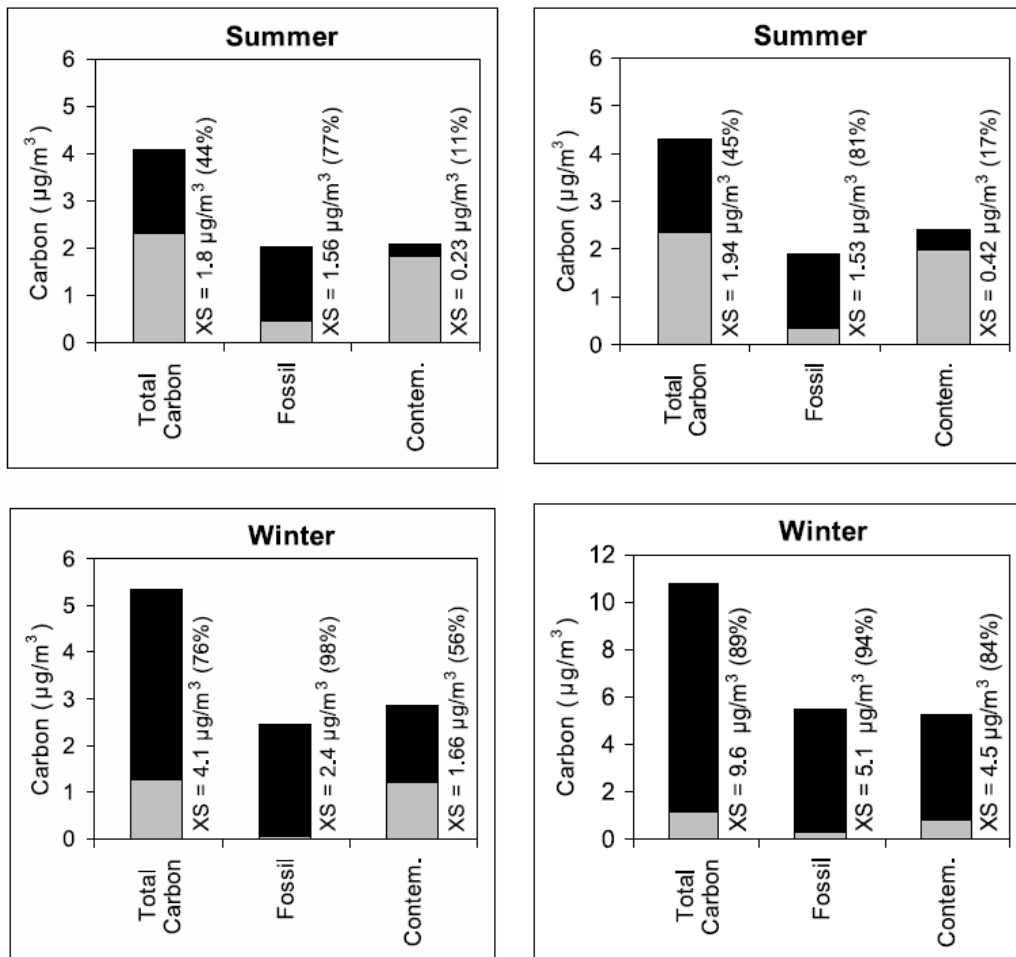 Summer
Carbon (µg/m³)
6
5
4
3
2
1
0
XS = 1.8 µg/m³ (44%)
XS = 1.56 µg/m³ (77%)
XS = 0.23 µg/m³ (11%)
Total
Carbon
Fossil
Contem.
Summer
Carbon (µg/m³)
6
5
4
3
2
1
0
XS = 1.94 µg/m³ (45%)
XS = 1.53 µg/m³ (81%)
XS = 0.42 µg/m³ (17%)
Total
Carbon
Fossil
Contem.
Winter
Carbon (µg/m³)
6
5
4
3
2
1
0
XS = 4.1 µg/m³ (76%)
XS = 2.4 µg/m³ (98%)
XS = 1.66 µg/m³ (56%)
Total
Carbon
Fossil
Contem.
Winter
Carbon (µg/m³)
12
10
8
6
4
2
0
XS = 9.6 µg/m³ (89%)
XS = 5.1 µg/m³ (94%)
XS = 4.5 µg/m³ (84%)
Total
Carbon
Fossil
Contem.